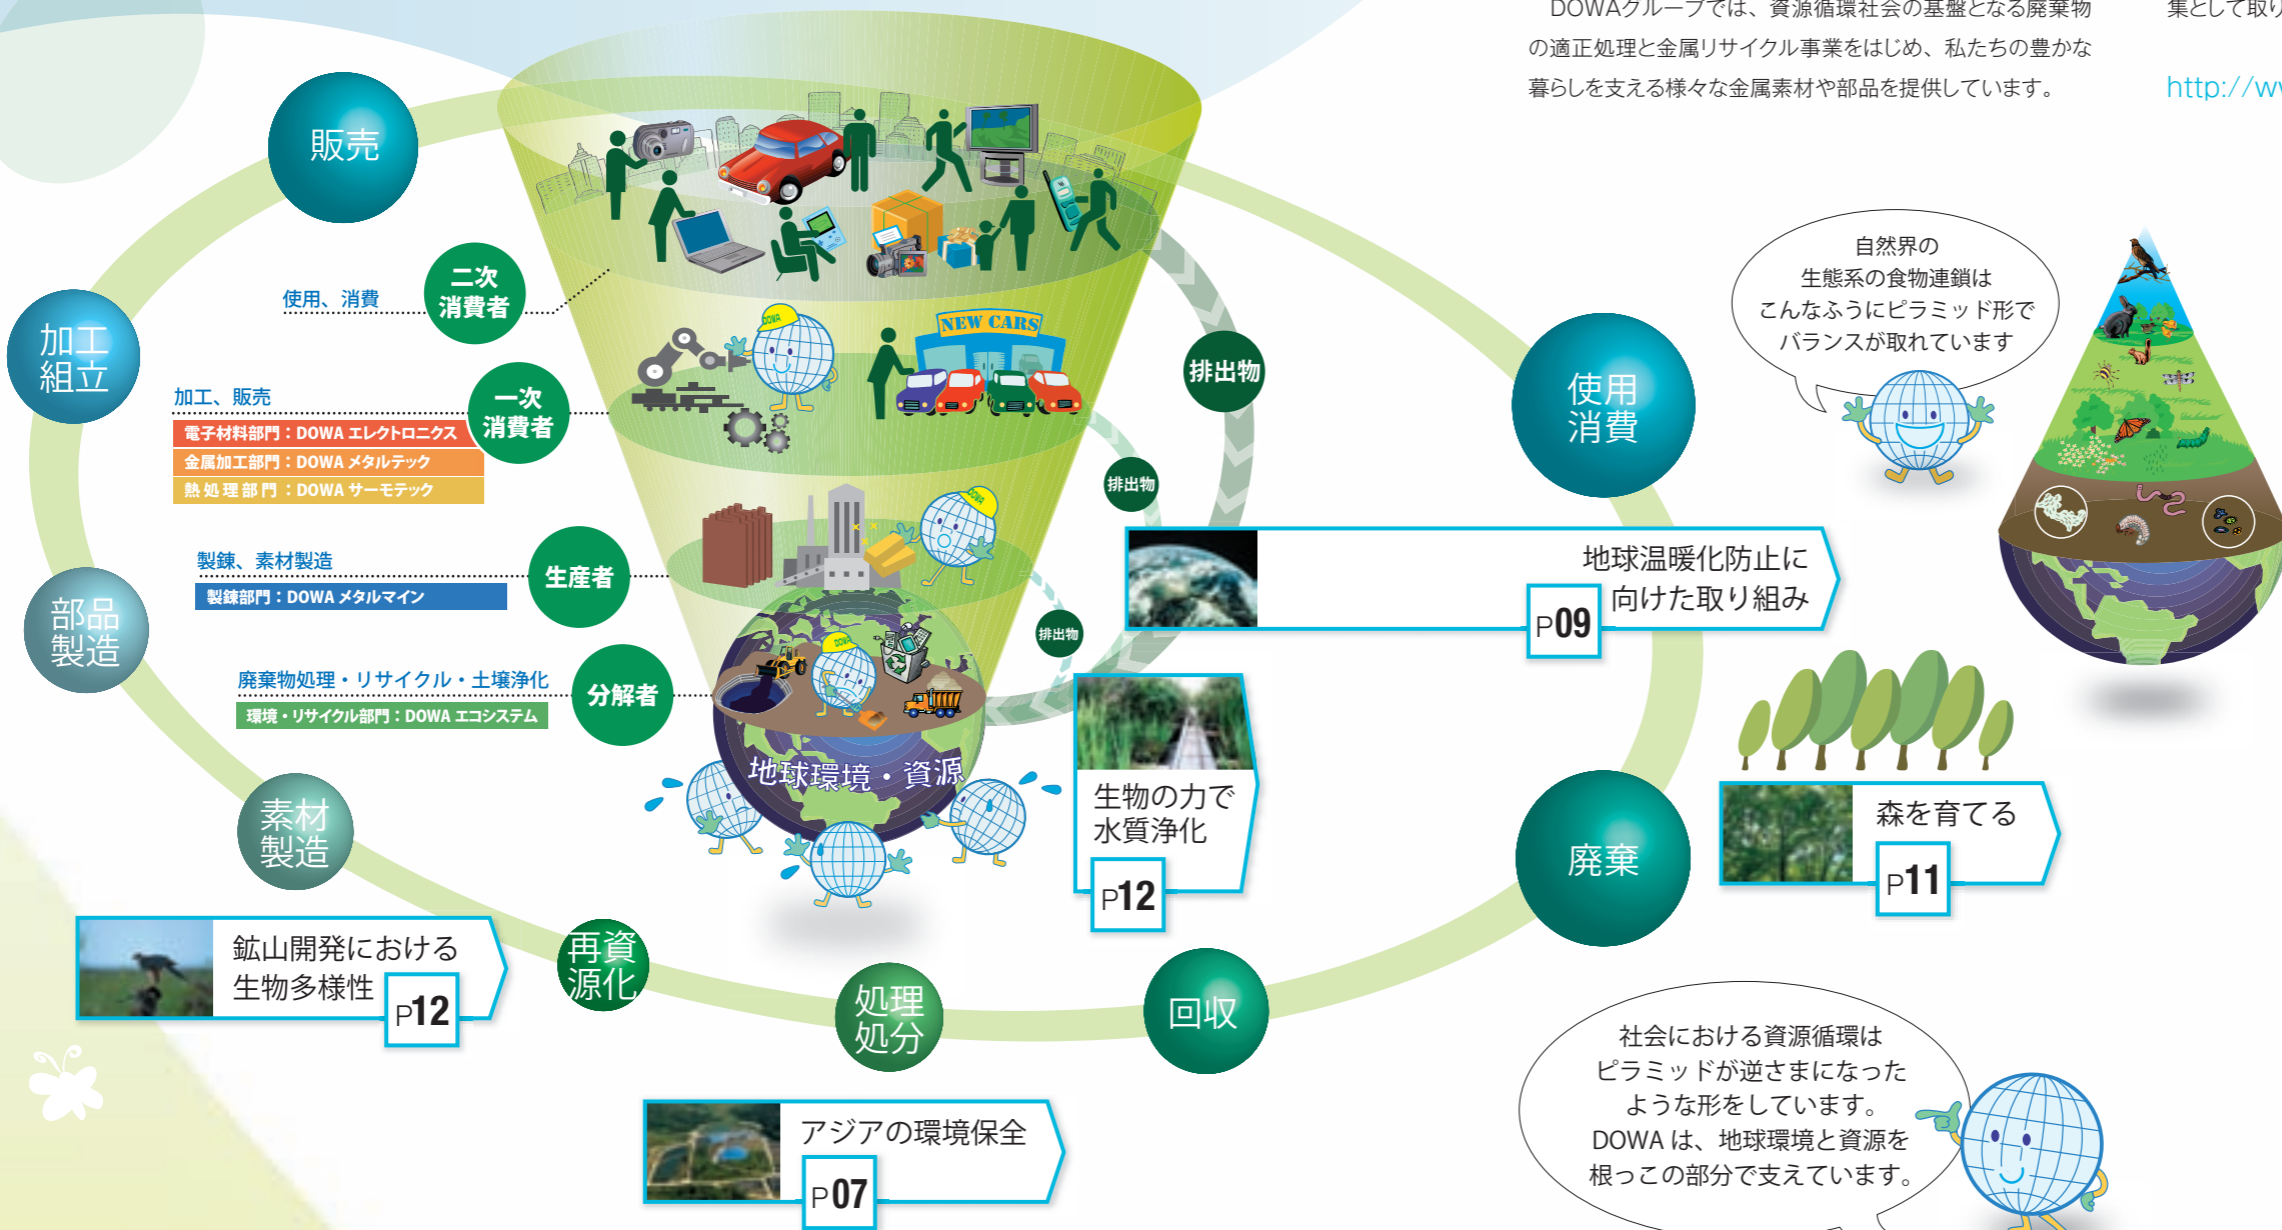 DOWAグループでは、資源循環社会の基盤となる廃棄物
の適正処理と金属リサイクル事業をはじめ、私たちの豊かな
暮らしを支える様々な金属素材や部品を提供しています。
集として取り
http://w
販売
加工
組立
部品
製造
素材
製造
再資
源化
処理
処分
回収
廃棄
使用
消費
二次
消費者
使用、消費
一次
消費者
加工、販売
電子材料部門：DOWA エレクトロニクス
金属加工部門：DOWA メタルテック
熱処理部門：DOWA サーモテック
生産者
製錬、素材製造
製錬部門：DOWA メタルマイン
分解者
廃棄物処理・リサイクル・土壌浄化
環境・リサイクル部門：DOWA エコシステム
DOWA
NEW CARS
DOWA
DOWA
地球環境・資源
排出物
排出物
排出物
自然界の
生態系の食物連鎖は
こんなふうにピラミッド形で
バランスが取れています
地球温暖化防止に
向けた取り組み
P09
生物の力で
水質浄化
P12
森を育てる
P11
鉱山開発における
生物多様性
P12
アジアの環境保全
P07
社会における資源循環は
ピラミッドが逆さまになった
ような形をしています。
DOWA は、地球環境と資源を
根っこの部分で支えています。